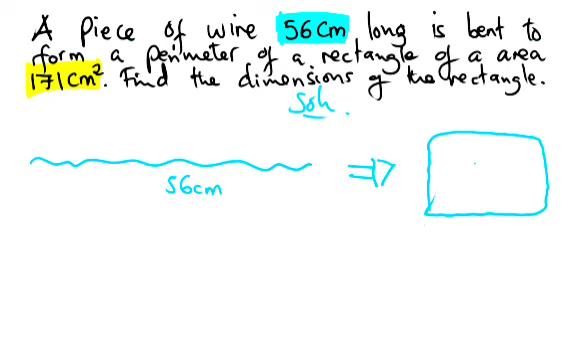 A piece of wire 56cm long is bent to
form a perimeter of a rectangle of a area
171cm². Find the dimensions of the rectangle.
Soln.
56cm
⇒